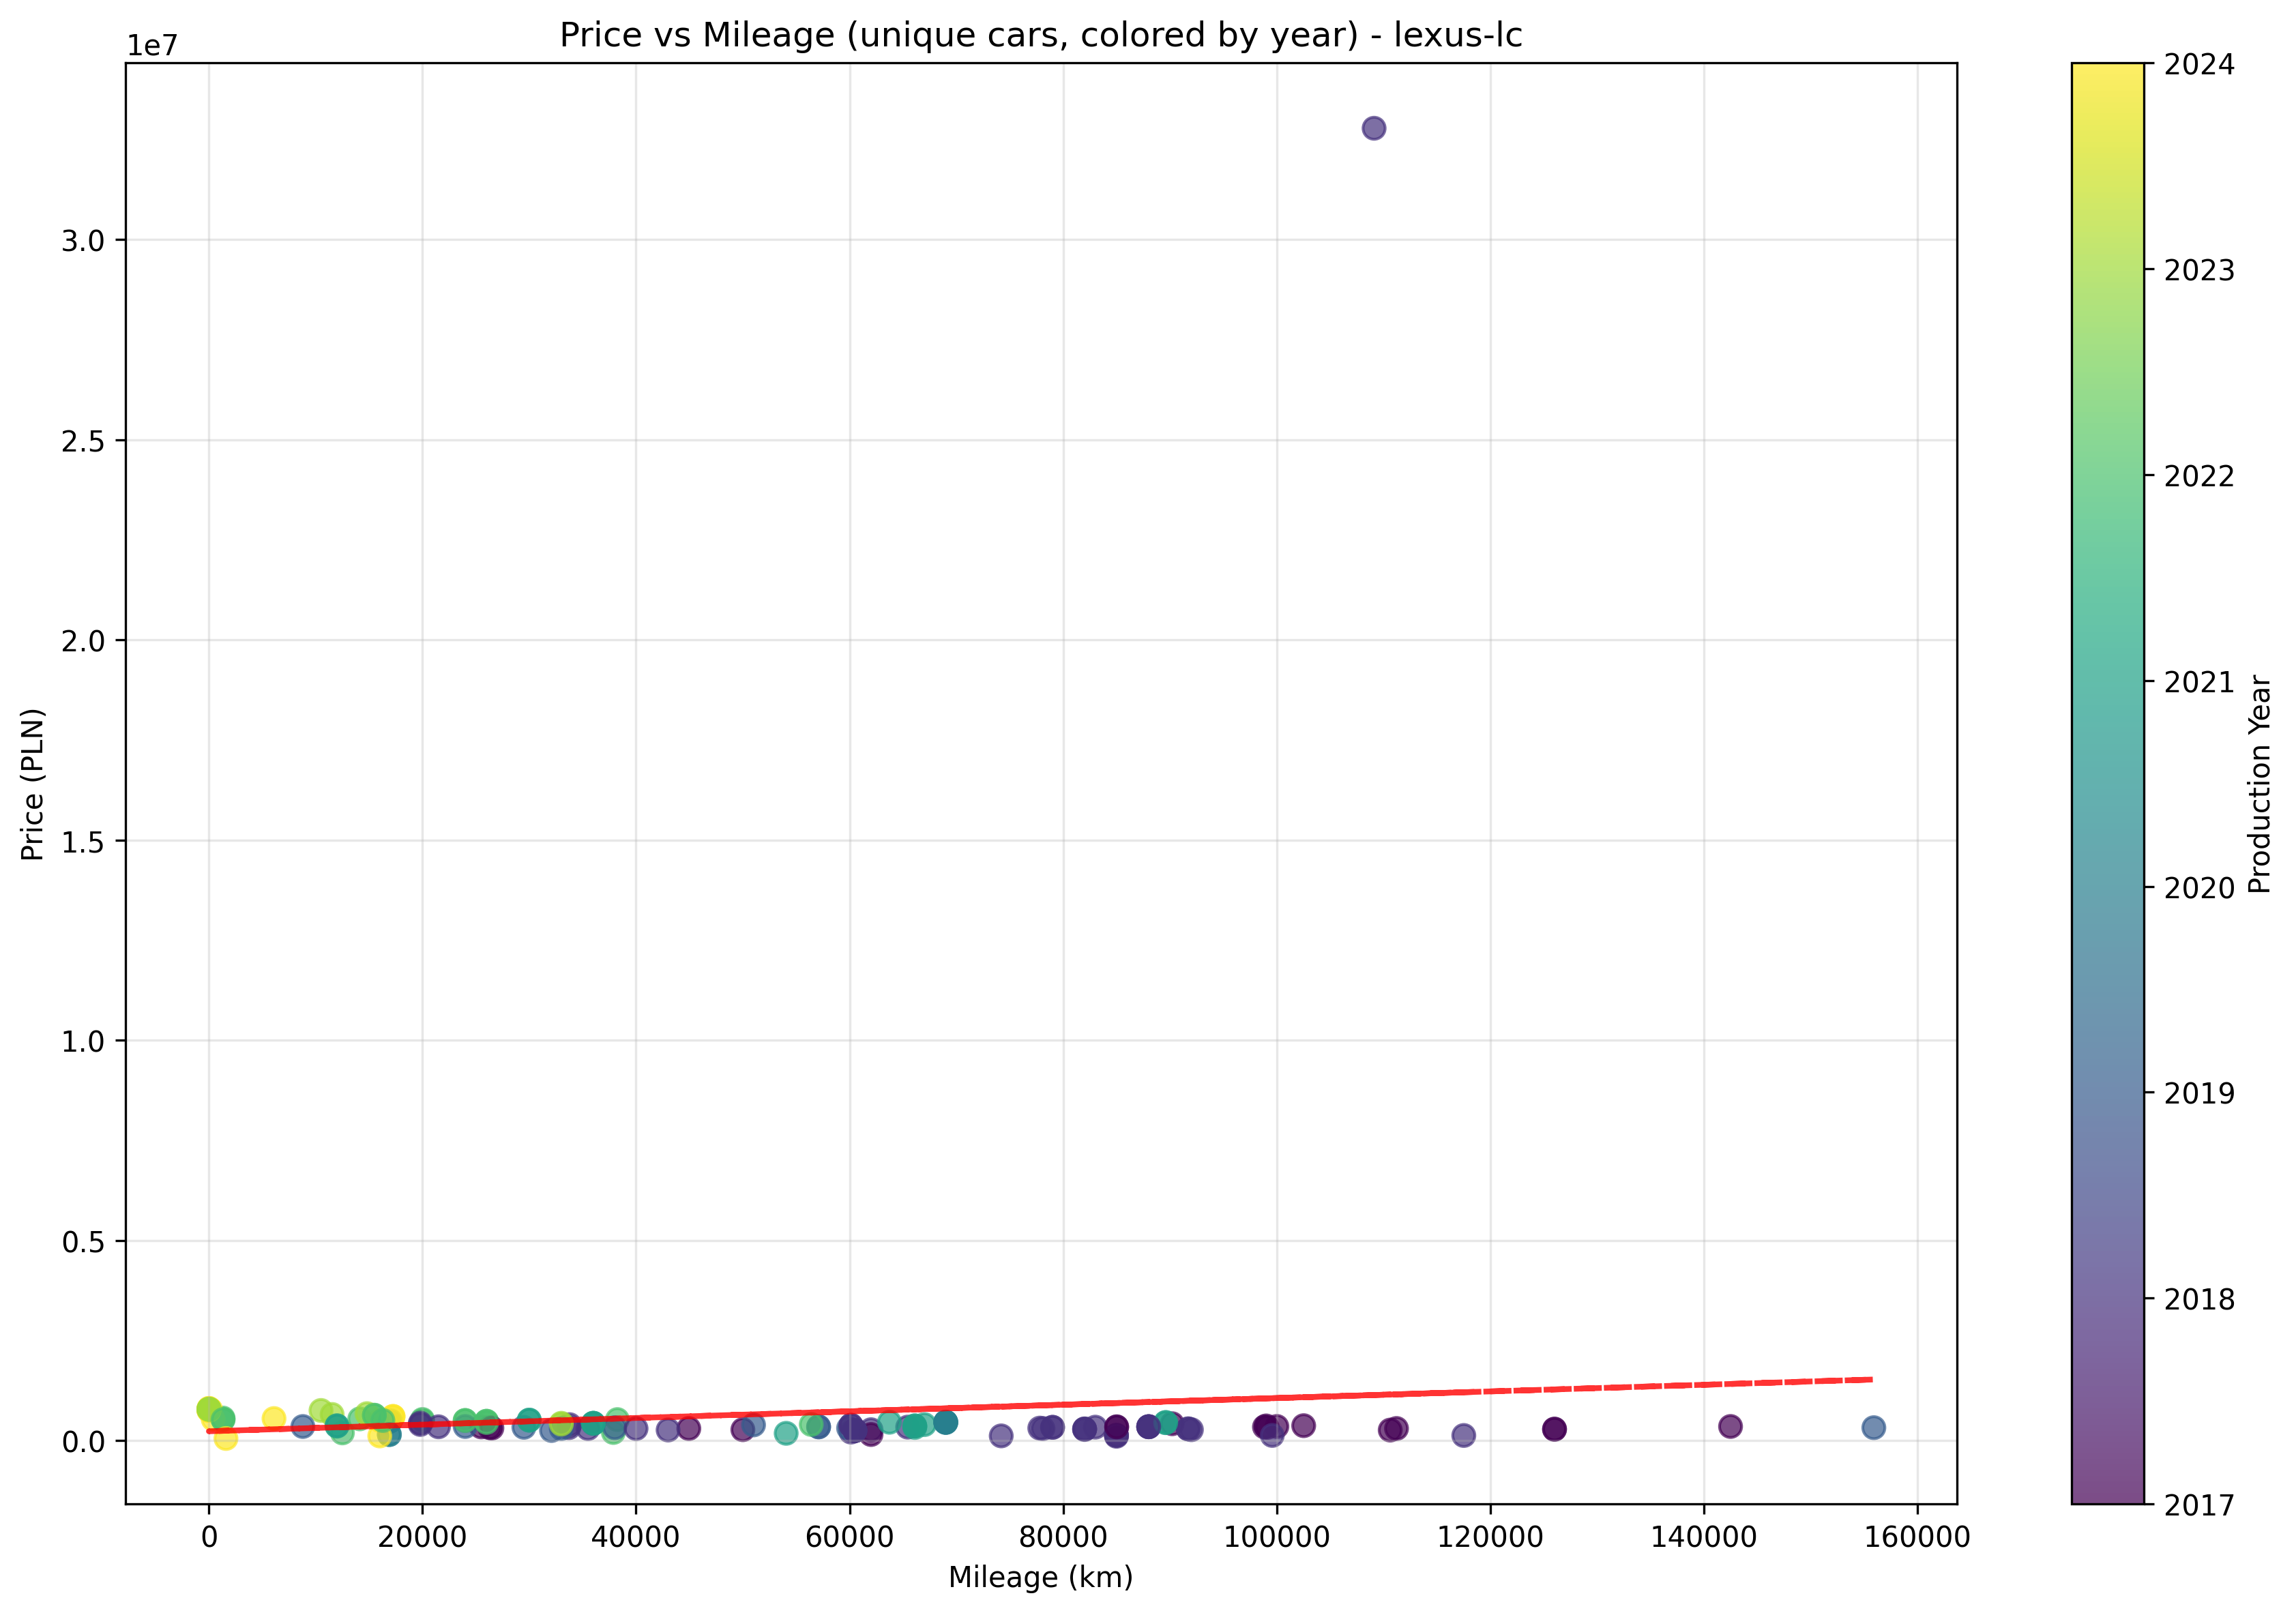 Price vs Mileage (unique cars, colored by year) - lexus-lc
1e7
3.0
2.5
2.0
1.5
1.0
0.5
0.0
Price (PLN)
0 20000 40000 60000 80000 100000 120000 140000 160000
Mileage (km)
2024
2023
2022
2021
2020
2019
2018
2017
Production Year